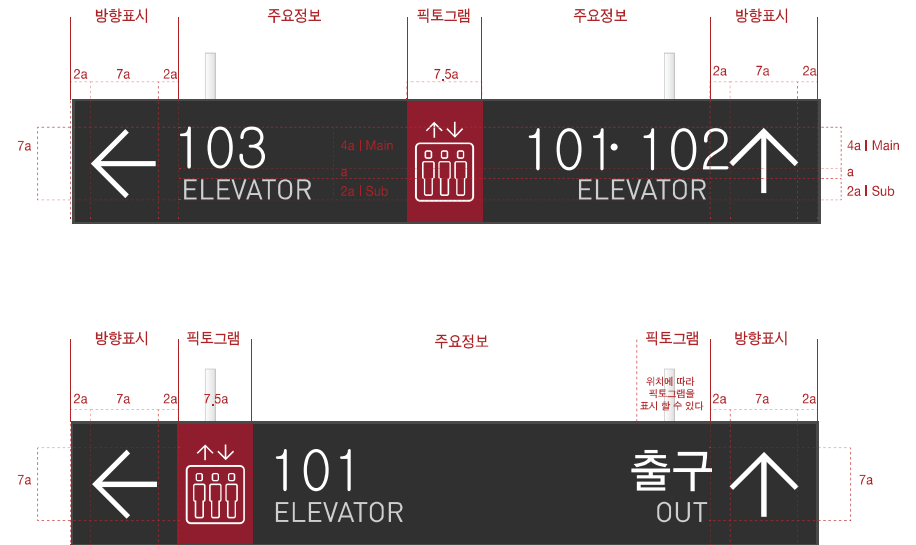 방향표시 주요정보 픽토그램 주요정보 방향표시
2a 7a 2a 7.5a 2a 7a 2a
7a
103
ELEVATOR
4a | Main
a
2a | Sub
101· 102
ELEVATOR
4a | Main
a
2a | Sub
방향표시 픽토그램 주요정보 픽토그램 방향표시
위치에 따라
픽토그램을
표시 할 수 있다
2a 7a 2a 7.5a 2a 7a 2a
7a
101
ELEVATOR
출구
OUT
7a